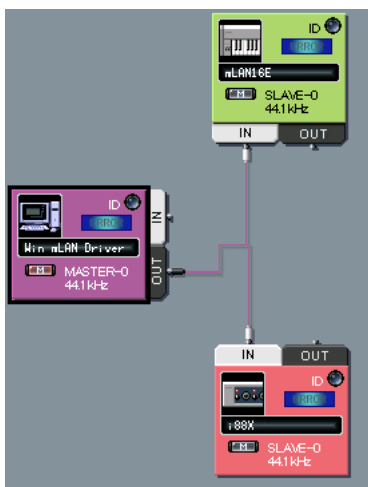 ID
ERROR
mLAN16E
M
SLAVE-0
44.1kHz
IN OUT
ID
ERROR
Win mLAN Driver
M
MASTER-0
44.1kHz
IN
OUT
IN OUT
ID
ERROR
i88X
M
SLAVE-0
44.1kHz